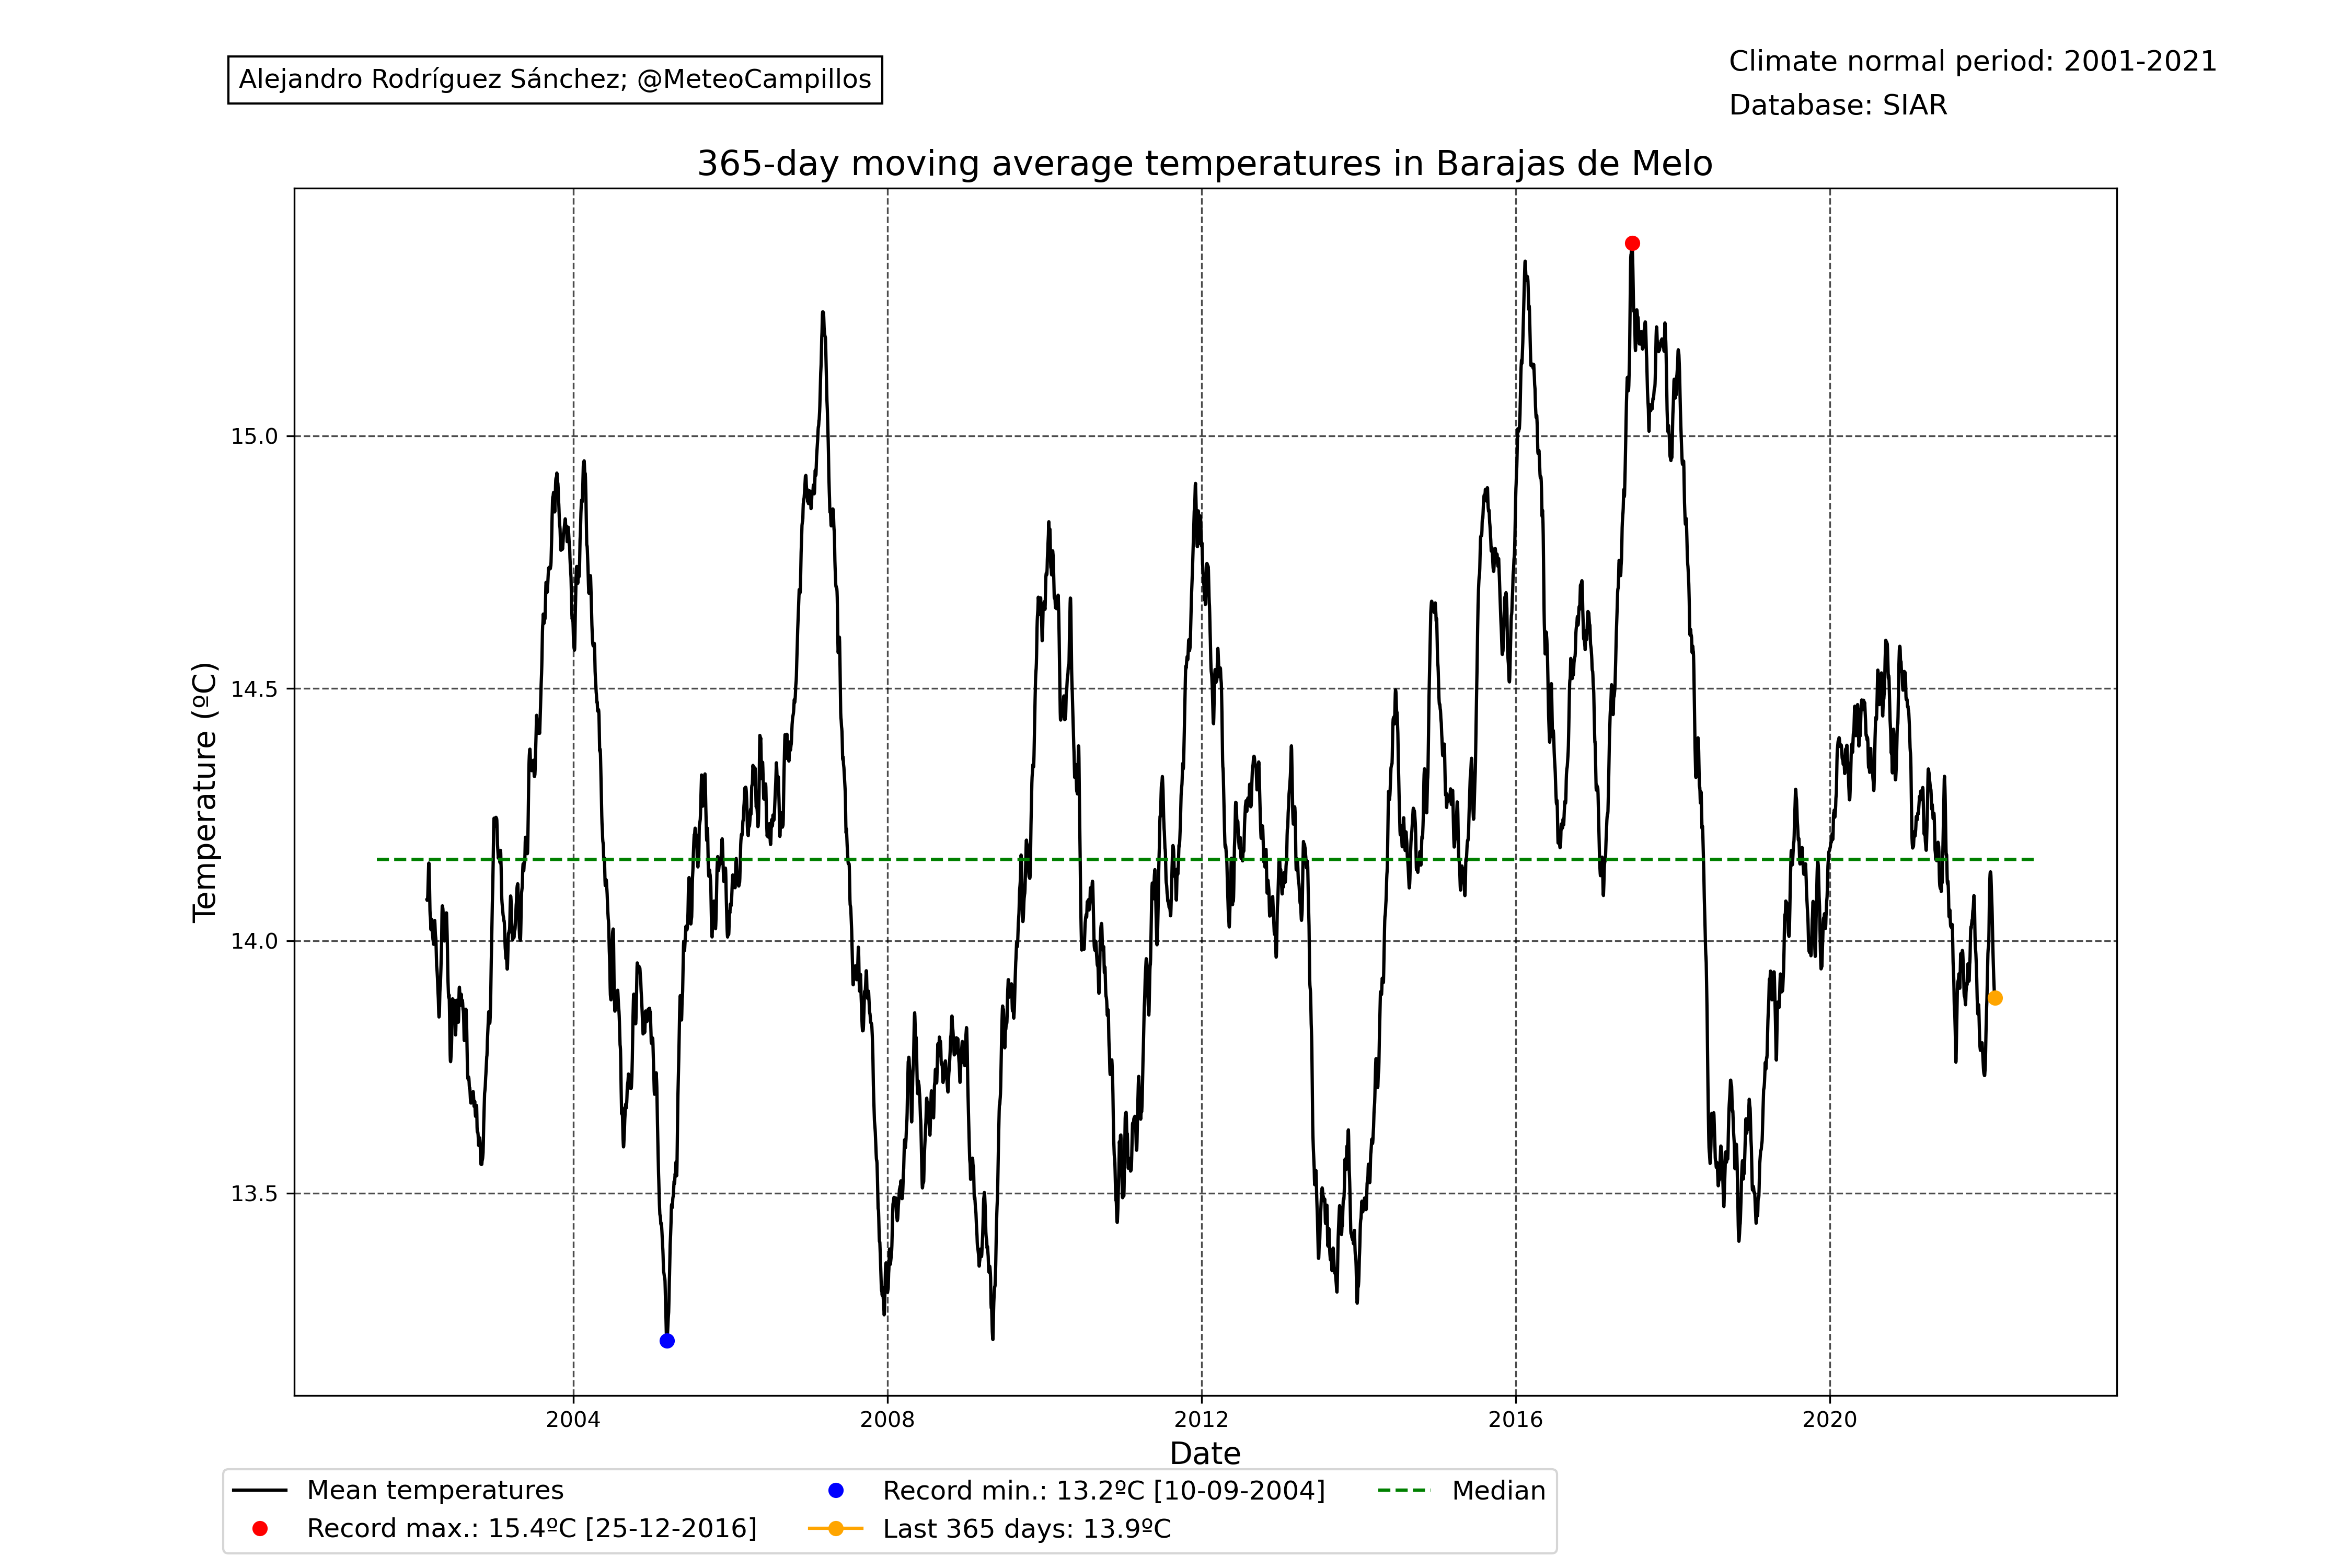 Alejandro Rodríguez Sánchez; @MeteoCampillos
Climate normal period: 2001-2021
Database: SIAR
365-day moving average temperatures in Barajas de Melo
Temperature (ºC)
15.0
14.5
14.0
13.5
2004 2008 2012 2016 2020
Date
Mean temperatures
Record max.: 15.4ºC [25-12-2016]
Record min.: 13.2ºC [10-09-2004]
Last 365 days: 13.9ºC
Median